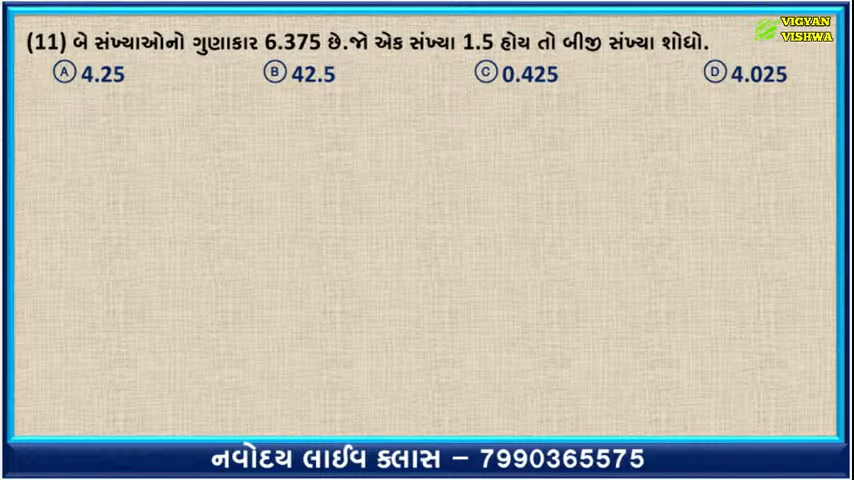 VIGYAN
VISHWA
(11) બે સંખ્યાઓનો ગુણાકાર 6.375 છે.જો એક સંખ્યા 1.5 હોય તો બીજી સંખ્યા શોધો.
A 4.25 B 42.5 C 0.425 D 4.025
નવોદય લાઈવ ક્લાસ – 7990365575